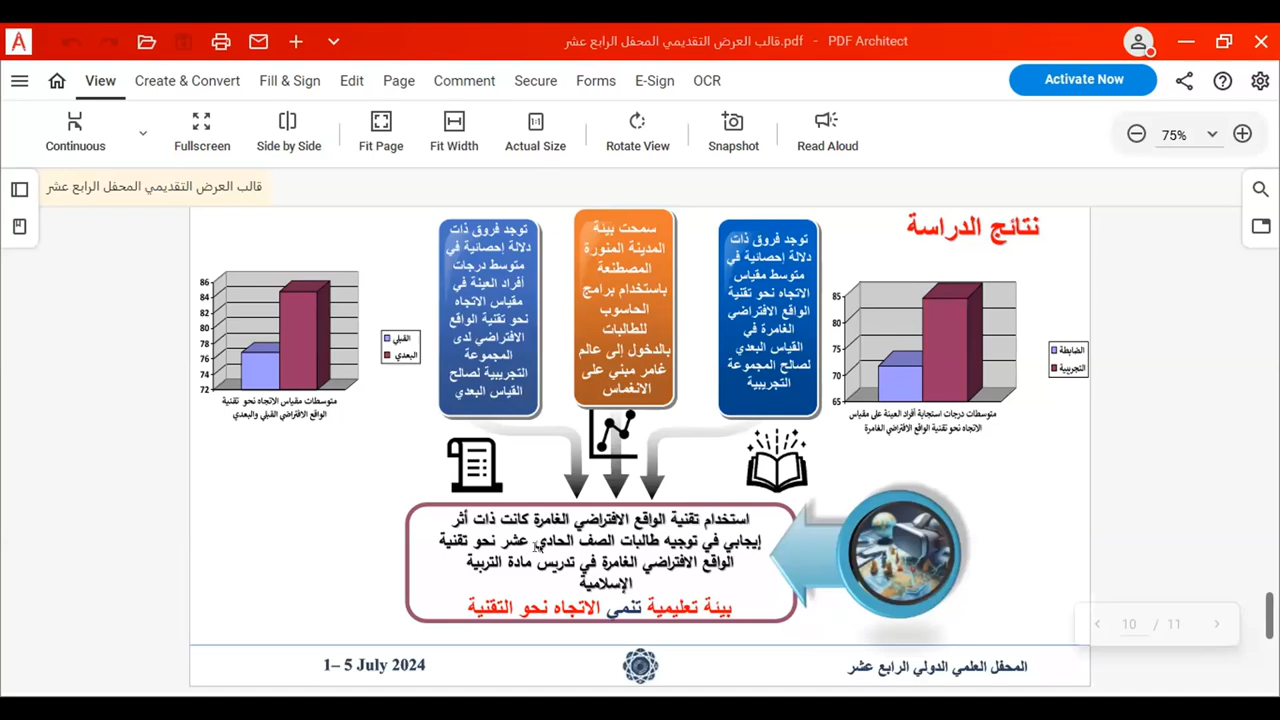 قالب العرض التقديمي المحفل الرابع عشر.pdf - PDF Architect
View
Create & Convert
Fill & Sign
Edit
Page
Comment
Secure
Forms
E-Sign
OCR
Activate Now
Continuous
Fullscreen
Side by Side
Fit Page
Fit Width
Actual Size
Rotate View
Snapshot
Read Aloud
75%
قالب العرض التقديمي المحفل الرابع عشر
نتائج الدراسة
توجد فروق ذات
دلالة إحصائية في
متوسط مقياس
الاتجاه نحو تقنية
الواقع الافتراضي
الغامرة في
القياس البعدي
لصالح المجموعة
التجريبية
سمحت بيئة
المدينة المنورة
المصطنعة
باستخدام برامج
الحاسوب
للطالبات
بالدخول إلى عالم
غامر مبني على
الانغماس
توجد فروق ذات
دلالة إحصائية في
متوسط درجات
أفراد العينة في
مقياس الاتجاه
نحو تقنية الواقع
الافتراضي لدى
المجموعة
التجريبية لصالح
القياس البعدي
85
80
75
70
65
الضابطة
التجريبية
متوسطات درجات استجابة أفراد العينة على مقياس
الاتجاه نحو تقنية الواقع الافتراضي الغامرة
86
84
82
80
78
76
74
72
القبلي
البعدي
متوسطات مقياس الاتجاه نحو تقنية
الواقع الافتراضي القبلي والبعدي
استخدام تقنية الواقع الافتراضي الغامرة كانت ذات أثر
إيجابي في توجيه طالبات الصف الحادي عشر نحو تقنية
الواقع الافتراضي الغامرة في تدريس مادة التربية
الإسلامية
بيئة تعليمية تنمي الاتجاه نحو التقنية
10 / 11
المحفل العلمي الدولي الرابع عشر
1– 5 July 2024